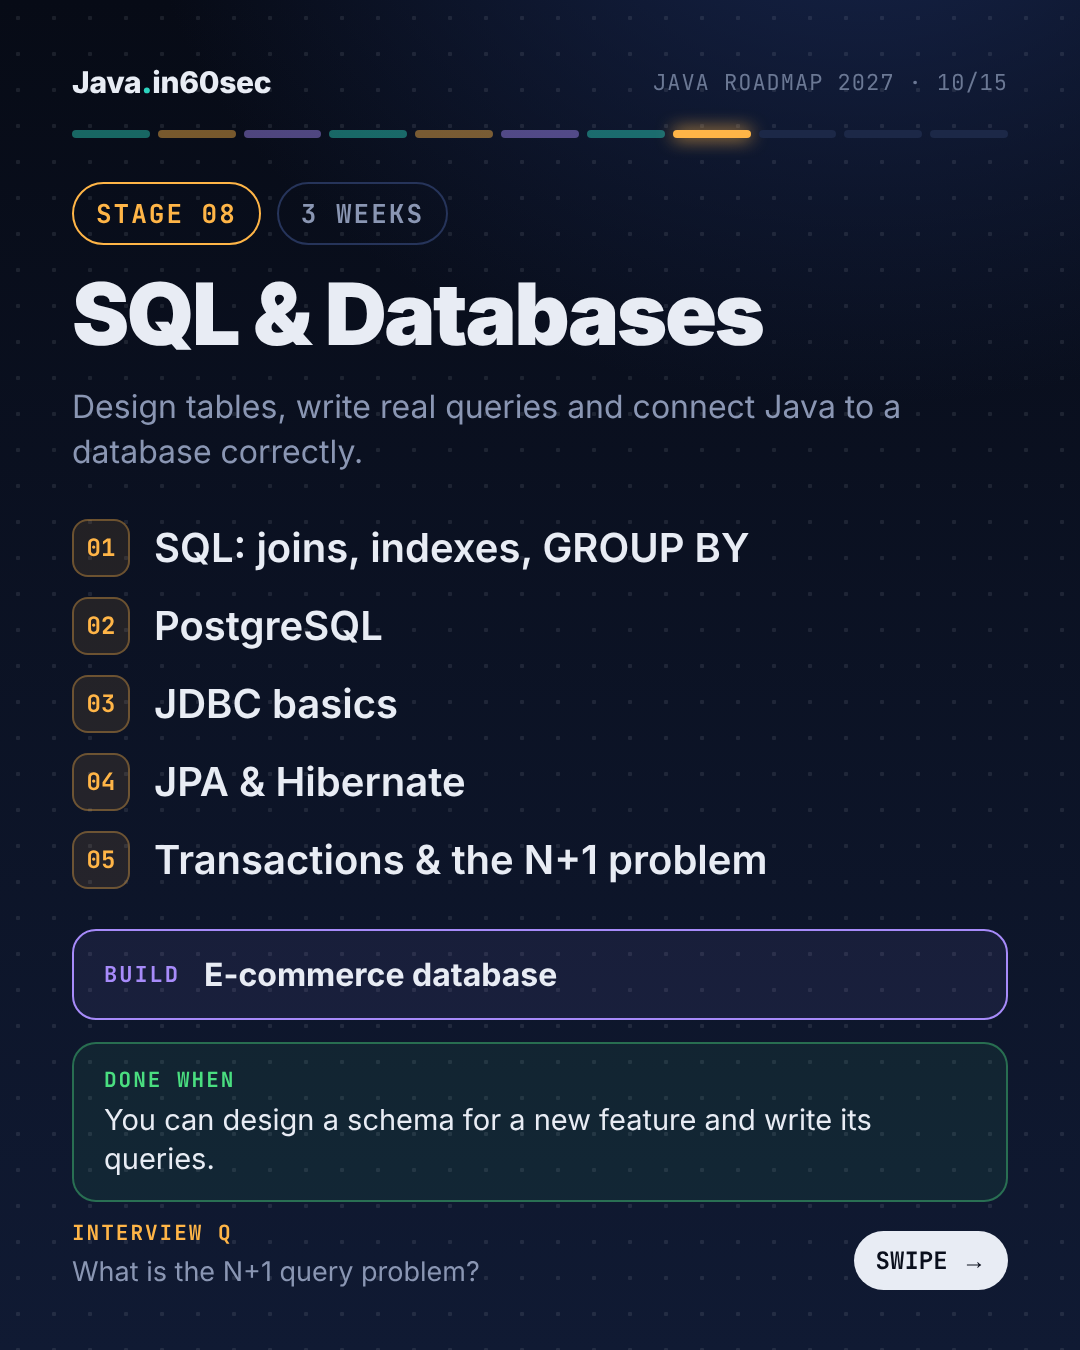 Java.in60sec
JAVA ROADMAP 2027 · 10/15
STAGE 08
3 WEEKS
SQL & Databases
Design tables, write real queries and connect Java to a
database correctly.
01 SQL: joins, indexes, GROUP BY
02 PostgreSQL
03 JDBC basics
04 JPA & Hibernate
05 Transactions & the N+1 problem
BUILD E-commerce database
DONE WHEN
You can design a schema for a new feature and write its
queries.
INTERVIEW Q
What is the N+1 query problem?
SWIPE →